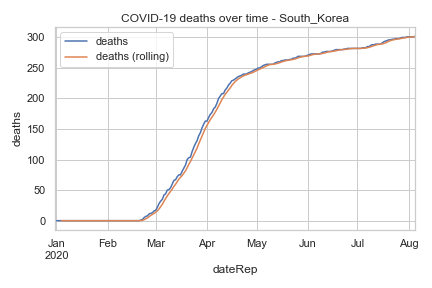 COVID-19 deaths over time - South_Korea
deaths
deaths (rolling)
300
250
200
150
100
50
0
deaths
Jan Feb Mar Apr May Jun Jul Aug
2020
dateRep